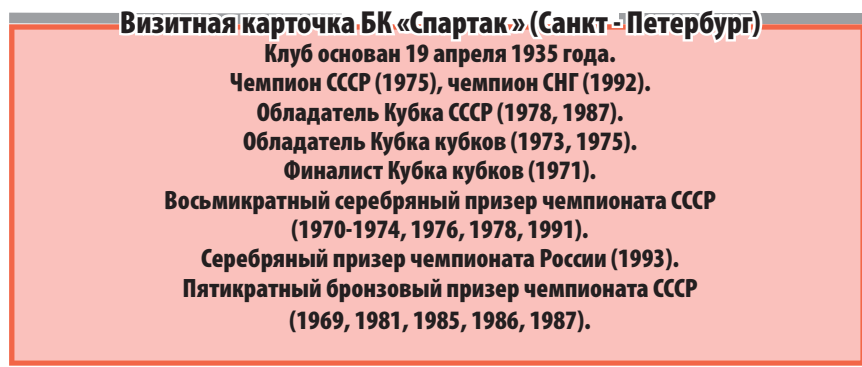 Визитная карточка БК «Спартак» (Санкт - Петербург)
Клуб основан 19 апреля 1935 года.
Чемпион СССР (1975), чемпион СНГ (1992).
Обладатель Кубка СССР (1978, 1987).
Обладатель Кубка кубков (1973, 1975).
Финалист Кубка кубков (1971).
Восьмикратный серебряный призер чемпионата СССР
(1970-1974, 1976, 1978, 1991).
Серебряный призер чемпионата России (1993).
Пятикратный бронзовый призер чемпионата СССР
(1969, 1981, 1985, 1986, 1987).